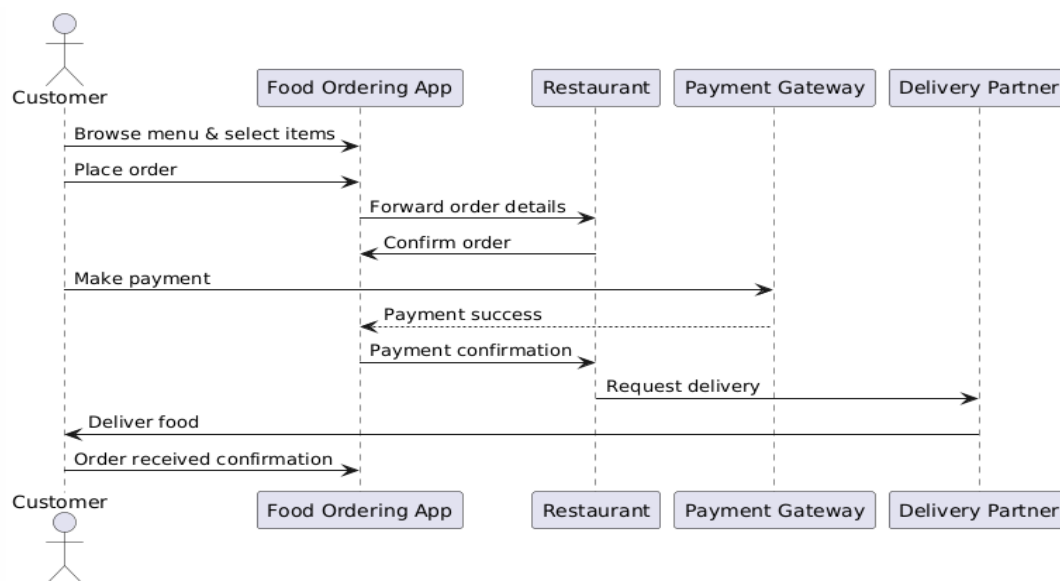 Customer
Food Ordering App
Restaurant
Payment Gateway
Delivery Partner
Browse menu & select items
Place order
Forward order details
Confirm order
Make payment
Payment success
Payment confirmation
Request delivery
Deliver food
Order received confirmation
Customer
Food Ordering App
Restaurant
Payment Gateway
Delivery Partner